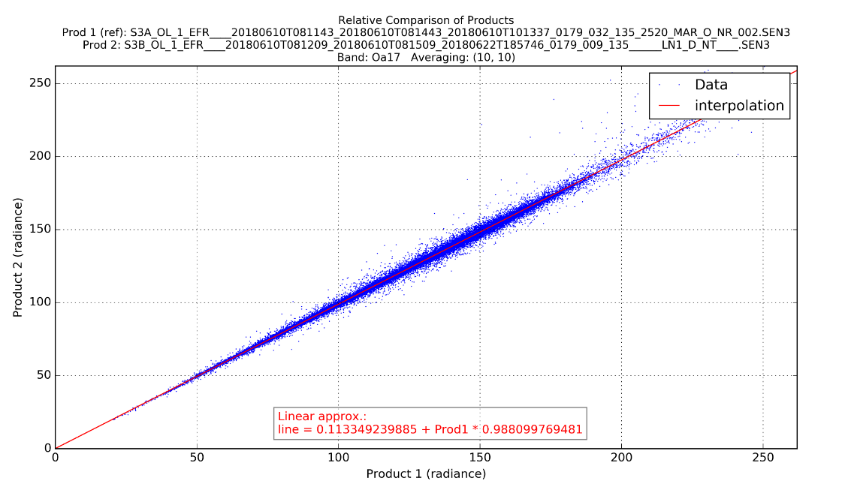 Relative Comparison of Products
Prod 1 (ref): S3A_OL_1_EFR____20180610T081143_20180610T081443_20180610T101337_0179_032_135_2520_MAR_O_NR_002.SEN3
Prod 2: S3B_OL_1_EFR____20180610T081209_20180610T081509_20180622T185746_0179_009_135______LN1_D_NT____.SEN3
Band: Oa17 Averaging: (10, 10)
250
200
150
100
50
0
Product 2 (radiance)
Data
interpolation
Linear approx.:
line = 0.113349239885 + Prod1 * 0.988099769481
0 50 100 150 200 250
Product 1 (radiance)